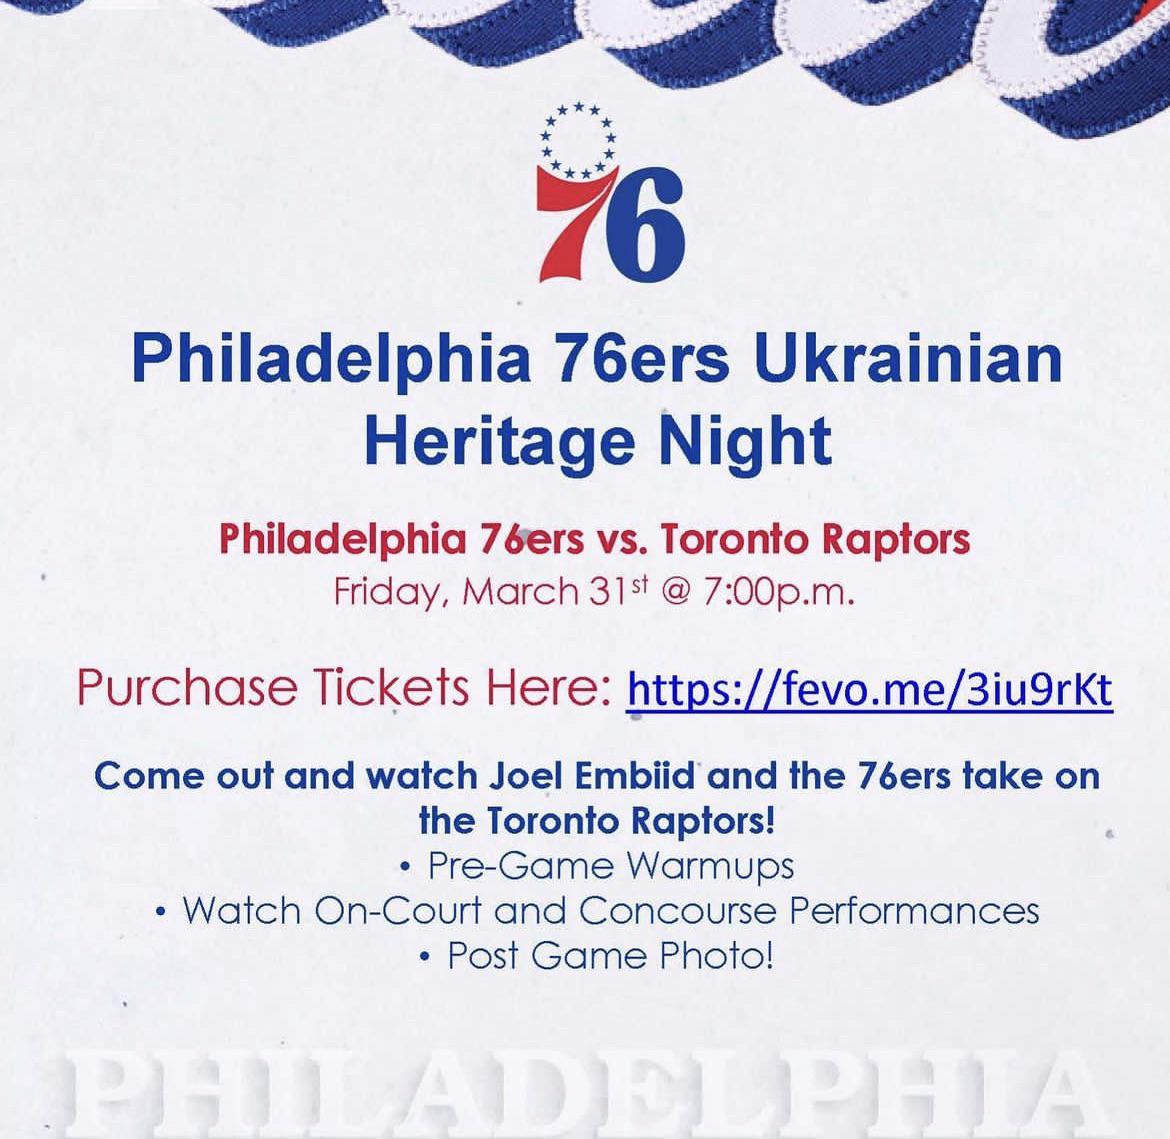 76
Philadelphia 76ers Ukrainian
Heritage Night
Philadelphia 76ers vs. Toronto Raptors
Friday, March 31st @ 7:00p.m.
Purchase Tickets Here: https://fevo.me/3iu9rKt
Come out and watch Joel Embiid and the 76ers take on
the Toronto Raptors!
• Pre-Game Warmups
• Watch On-Court and Concourse Performances
• Post Game Photo!
PHILADELPHIA